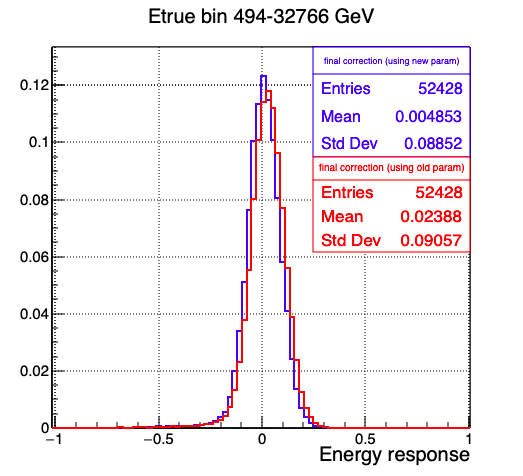 Etrue bin 494-32766 GeV
final correction (using new param)
Entries 52428
Mean 0.004853
Std Dev 0.08852
final correction (using old param)
Entries 52428
Mean 0.02388
Std Dev 0.09057
0.12
0.1
0.08
0.06
0.04
0.02
0
−1 −0.5 0 0.5 1
Energy response